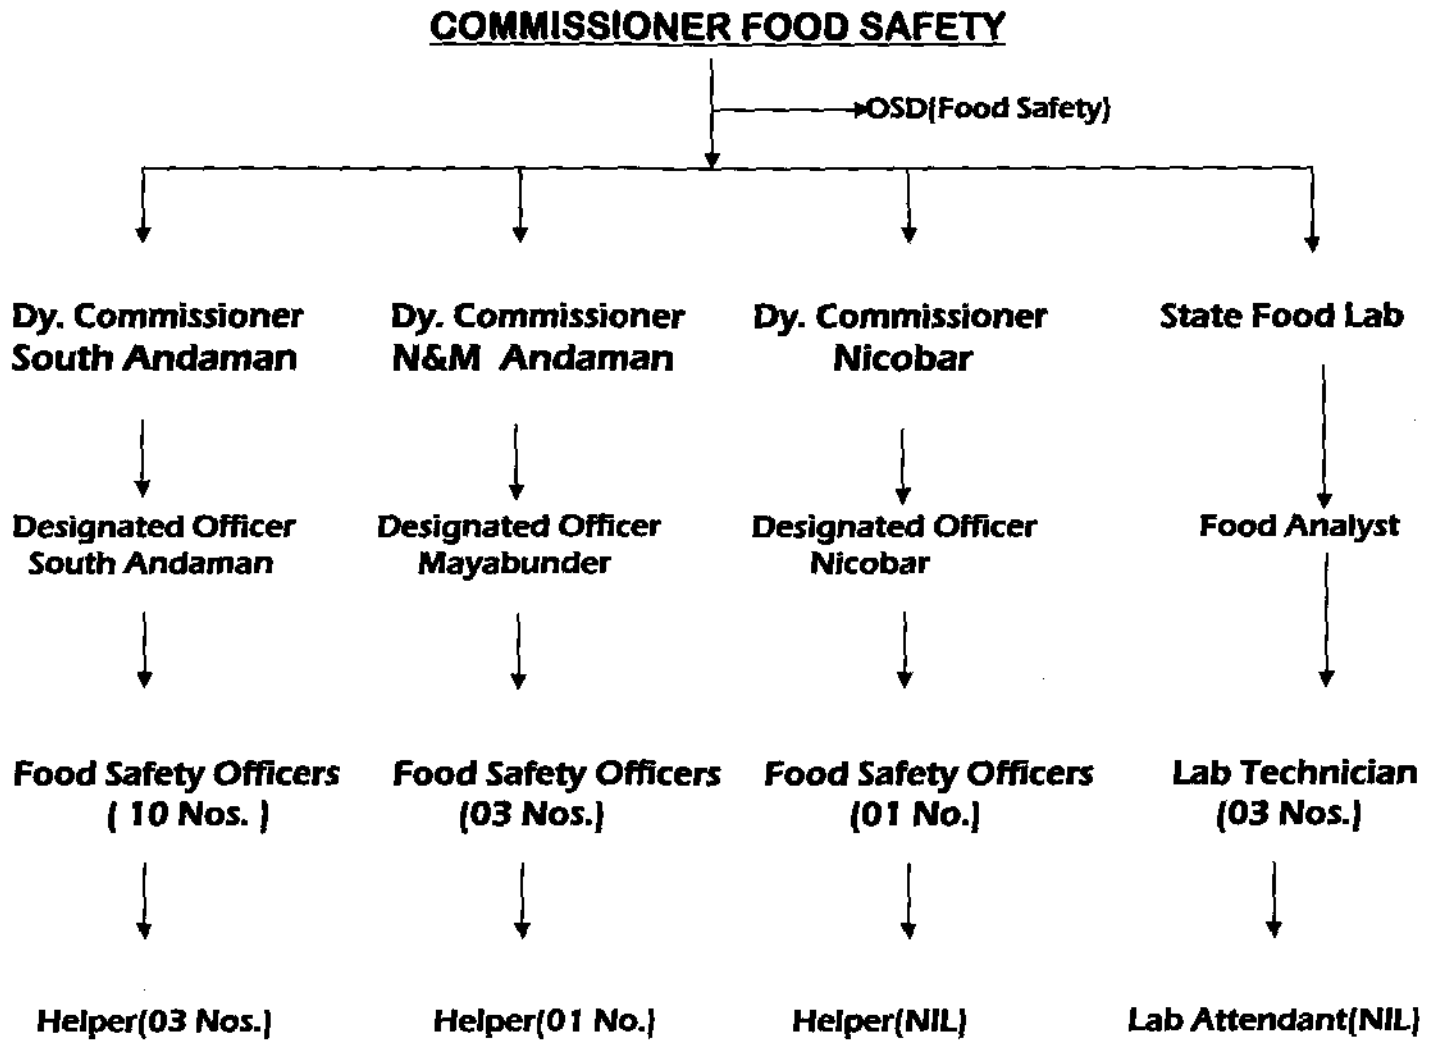 COMMISSIONER FOOD SAFETY
OSD(Food Safety)
Dy. Commissioner
South Andaman
Dy. Commissioner
N&M Andaman
Dy. Commissioner
Nicobar
State Food Lab
Designated Officer
South Andaman
Designated Officer
Mayabunder
Designated Officer
Nicobar
Food Analyst
Food Safety Officers
( 10 Nos. )
Food Safety Officers
(03 Nos.)
Food Safety Officers
(01 No.)
Lab Technician
(03 Nos.)
Helper(03 Nos.)
Helper(01 No.)
Helper(NIL)
Lab Attendant(NIL)